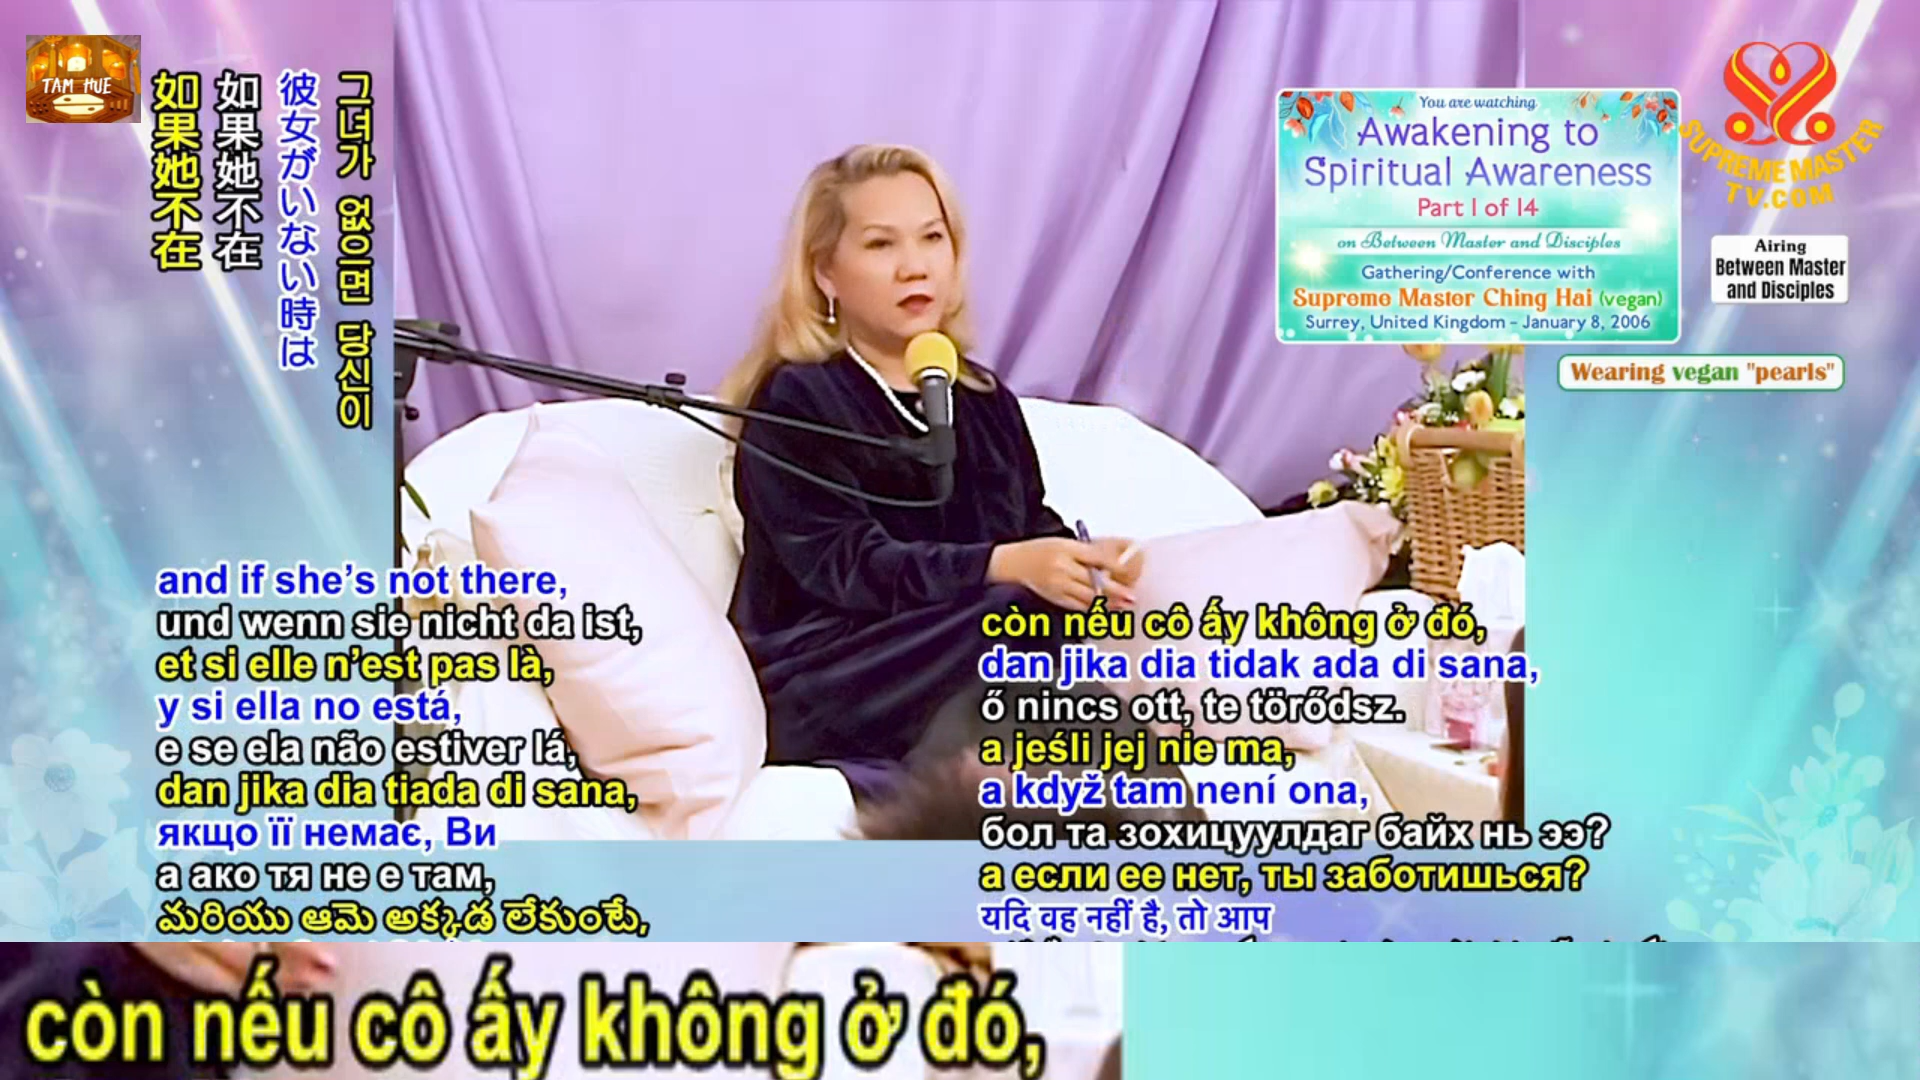 TAM HUE
如果她不在
如果她不在
彼女がいない時は
그녀가 없으면 당신이
You are watching
Awakening to
Spiritual Awareness
Part 1 of 14
on Between Master and Disciples
Gathering/Conference with
Supreme Master Ching Hai (vegan)
Surrey, United Kingdom – January 8, 2006
SUPREME MASTER
TV.COM
Airing
Between Master
and Disciples
Wearing vegan "pearls"
and if she’s not there,
und wenn sie nicht da ist,
et si elle n’est pas là,
y si ella no está,
e se ela não estiver lá,
dan jika dia tiada di sana,
якщо її немає, Ви
а ако тя не е там,
మరియు ఆమె అక్కడ లేకుంటే,
còn nếu cô ấy không ở đó,
dan jika dia tidak ada di sana,
ő nincs ott, te törődsz.
a jeśli jej nie ma,
a když tam není ona,
бол та зохицуулдаг байх нь ээ?
а если ее нет, ты заботишься?
यदि वह नहीं है, तो आप
còn nếu cô ấy không ở đó,